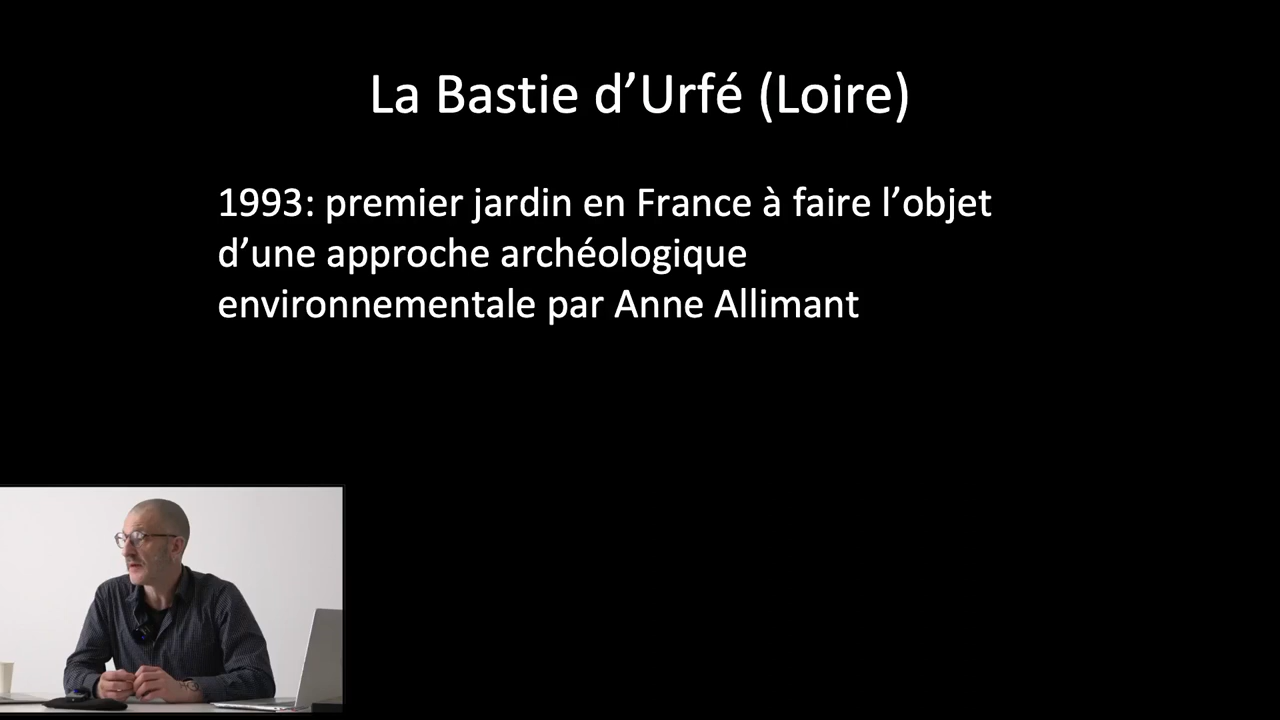 La Bastie d’Urfé (Loire)
1993: premier jardin en France à faire l’objet
d’une approche archéologique
environnementale par Anne Allimant